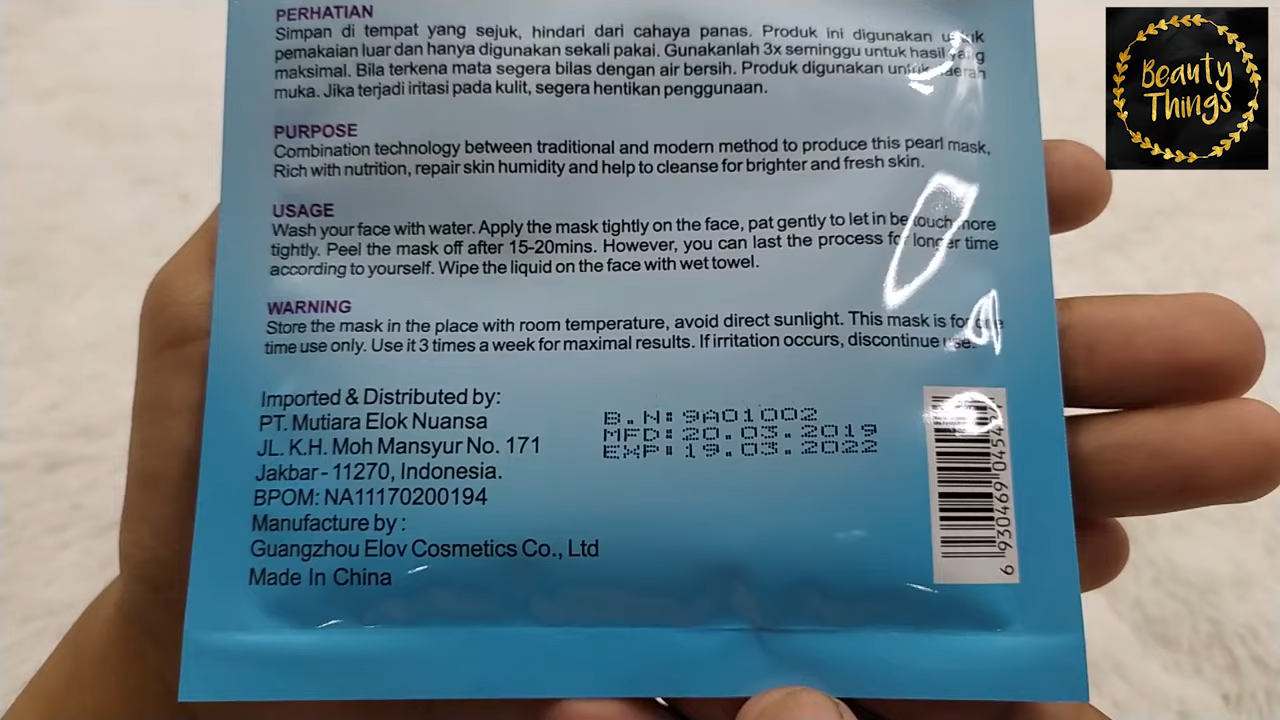 PERHATIAN
Simpan di tempat yang sejuk, hindari dari cahaya panas. Produk ini digunakan untuk
pemakaian luar dan hanya digunakan sekali pakai. Gunakanlah 3x seminggu untuk hasil yang
maksimal. Bila terkena mata segera bilas dengan air bersih. Produk digunakan untuk daerah
muka. Jika terjadi iritasi pada kulit, segera hentikan penggunaan.
PURPOSE
Combination technology between traditional and modern method to produce this pearl mask,
Rich with nutrition, repair skin humidity and help to cleanse for brighter and fresh skin.
USAGE
Wash your face with water. Apply the mask tightly on the face, pat gently to let in be touch more
tightly. Peel the mask off after 15-20mins. However, you can last the process for longer time
according to yourself. Wipe the liquid on the face with wet towel.
WARNING
Store the mask in the place with room temperature, avoid direct sunlight. This mask is for one
time use only. Use it 3 times a week for maximal results. If irritation occurs, discontinue use.
Imported & Distributed by:
PT. Mutiara Elok Nuansa
JL. K.H. Moh Mansyur No. 171
Jakbar - 11270, Indonesia.
BPOM: NA11170200194
Manufacture by :
Guangzhou Elov Cosmetics Co., Ltd
Made In China
B.N: 9A01002
MFD: 20.03.2019
EXP: 19.03.2022
Beauty
Things